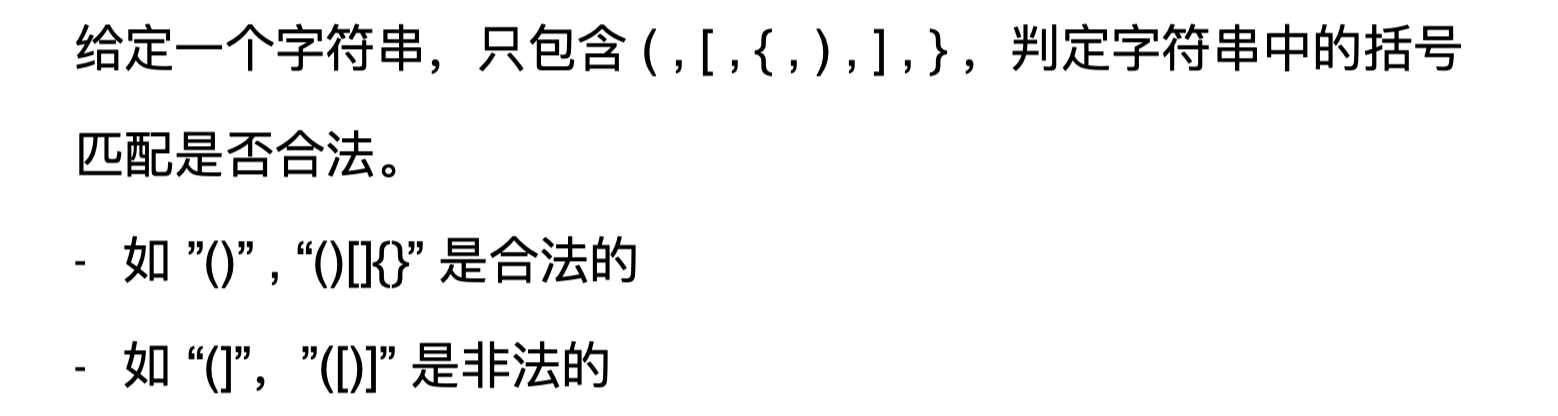 给定一个字符串，只包含 ( , [ , { , ) , ] , } ，判定字符串中的括号
匹配是否合法。
- 如 ”()” , “()[]{}” 是合法的
- 如 “(]”，”([)]” 是非法的